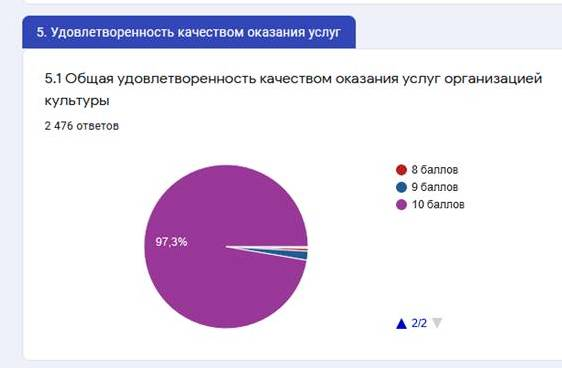 5. Удовлетворенность качеством оказания услуг
5.1 Общая удовлетворенность качеством оказания услуг организацией
культуры
2 476 ответов
97,3%
8 баллов
9 баллов
10 баллов
2/2